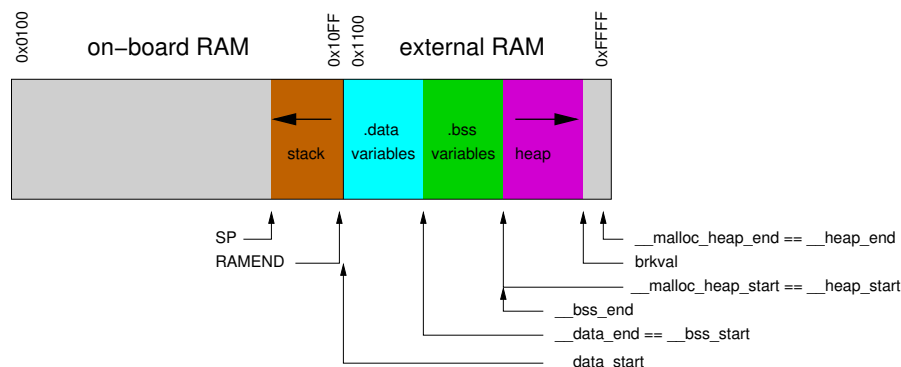 0x0100
on−board RAM
0x10FF
0x1100
external RAM
0xFFFF
stack
.data
variables
.bss
variables
heap
SP
RAMEND
__malloc_heap_end == __heap_end
brkval
__malloc_heap_start == __heap_start
__bss_end
__data_end == __bss_start
__data_start